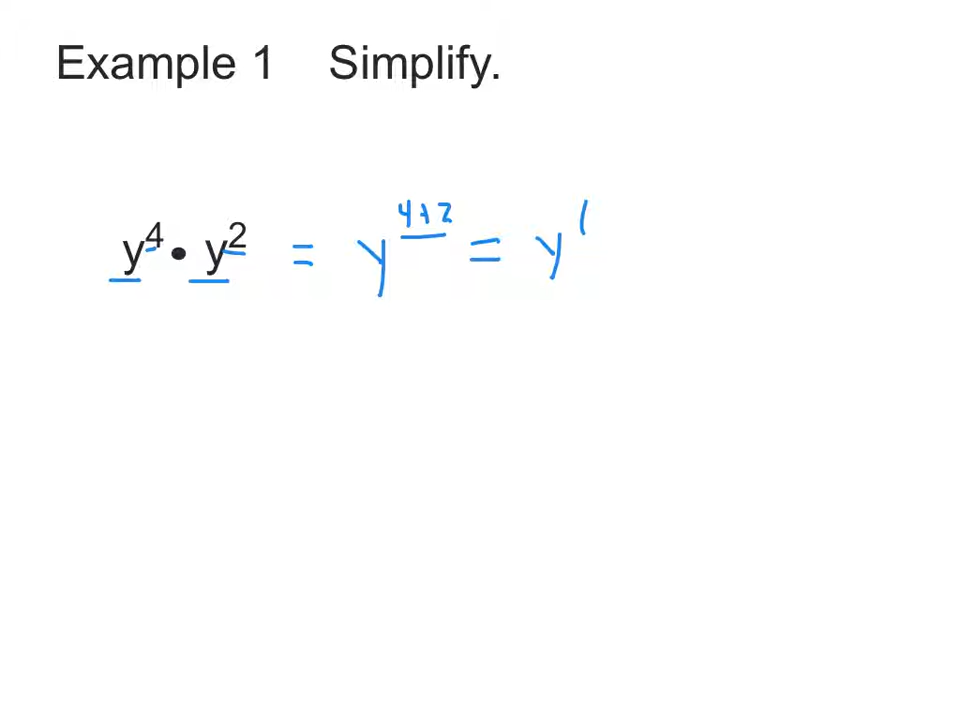 Example 1 Simplify.
y⁴ • y² = y⁴⁺² = y